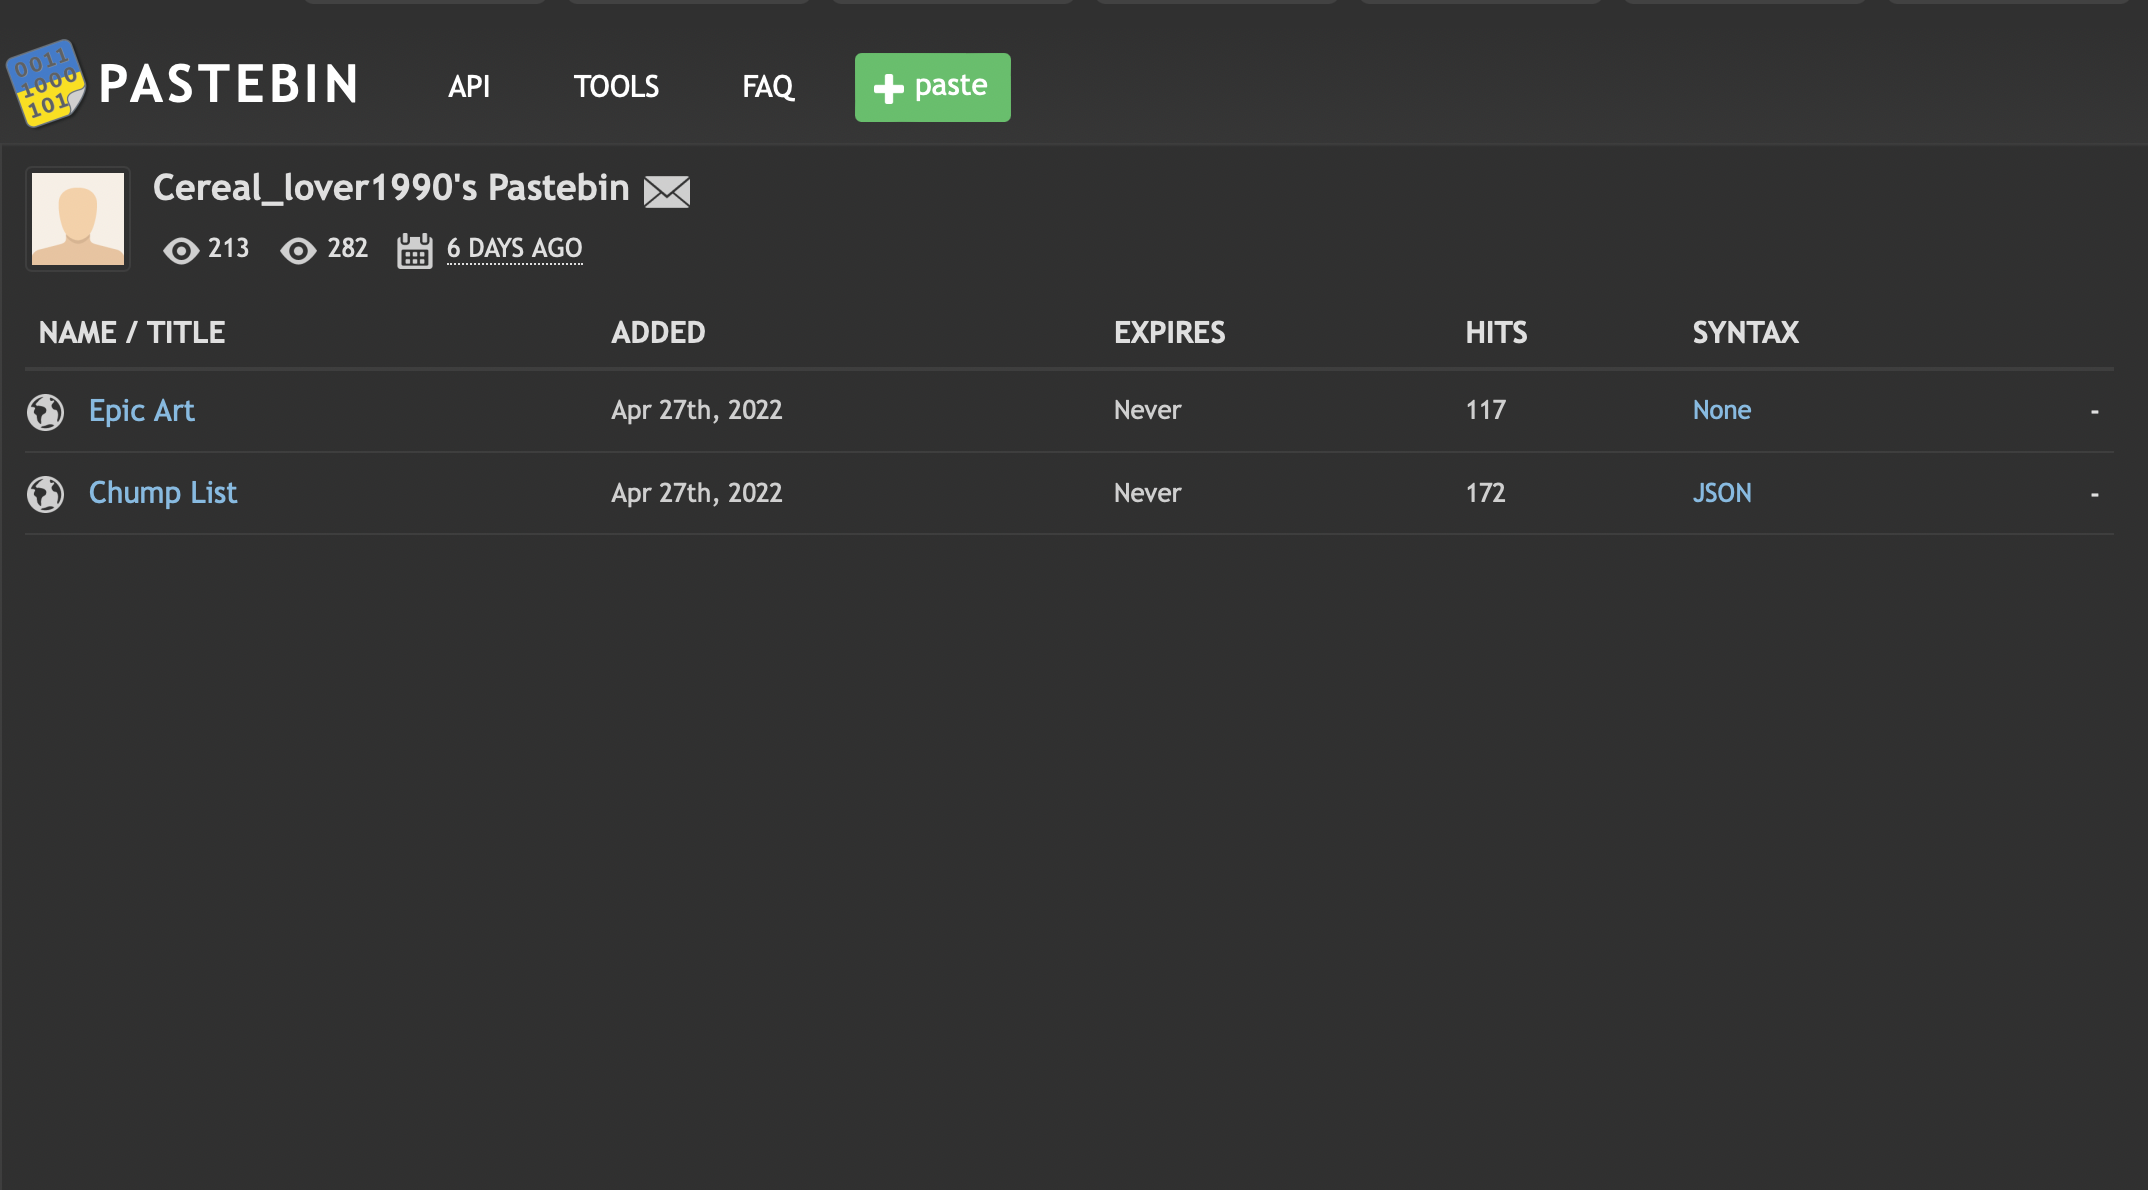 0011
1000
101
PASTEBIN API TOOLS FAQ paste
Cereal_lover1990's Pastebin
213 282 6 DAYS AGO
NAME / TITLE ADDED EXPIRES HITS SYNTAX
Epic Art Apr 27th, 2022 Never 117 None -
Chump List Apr 27th, 2022 Never 172 JSON -